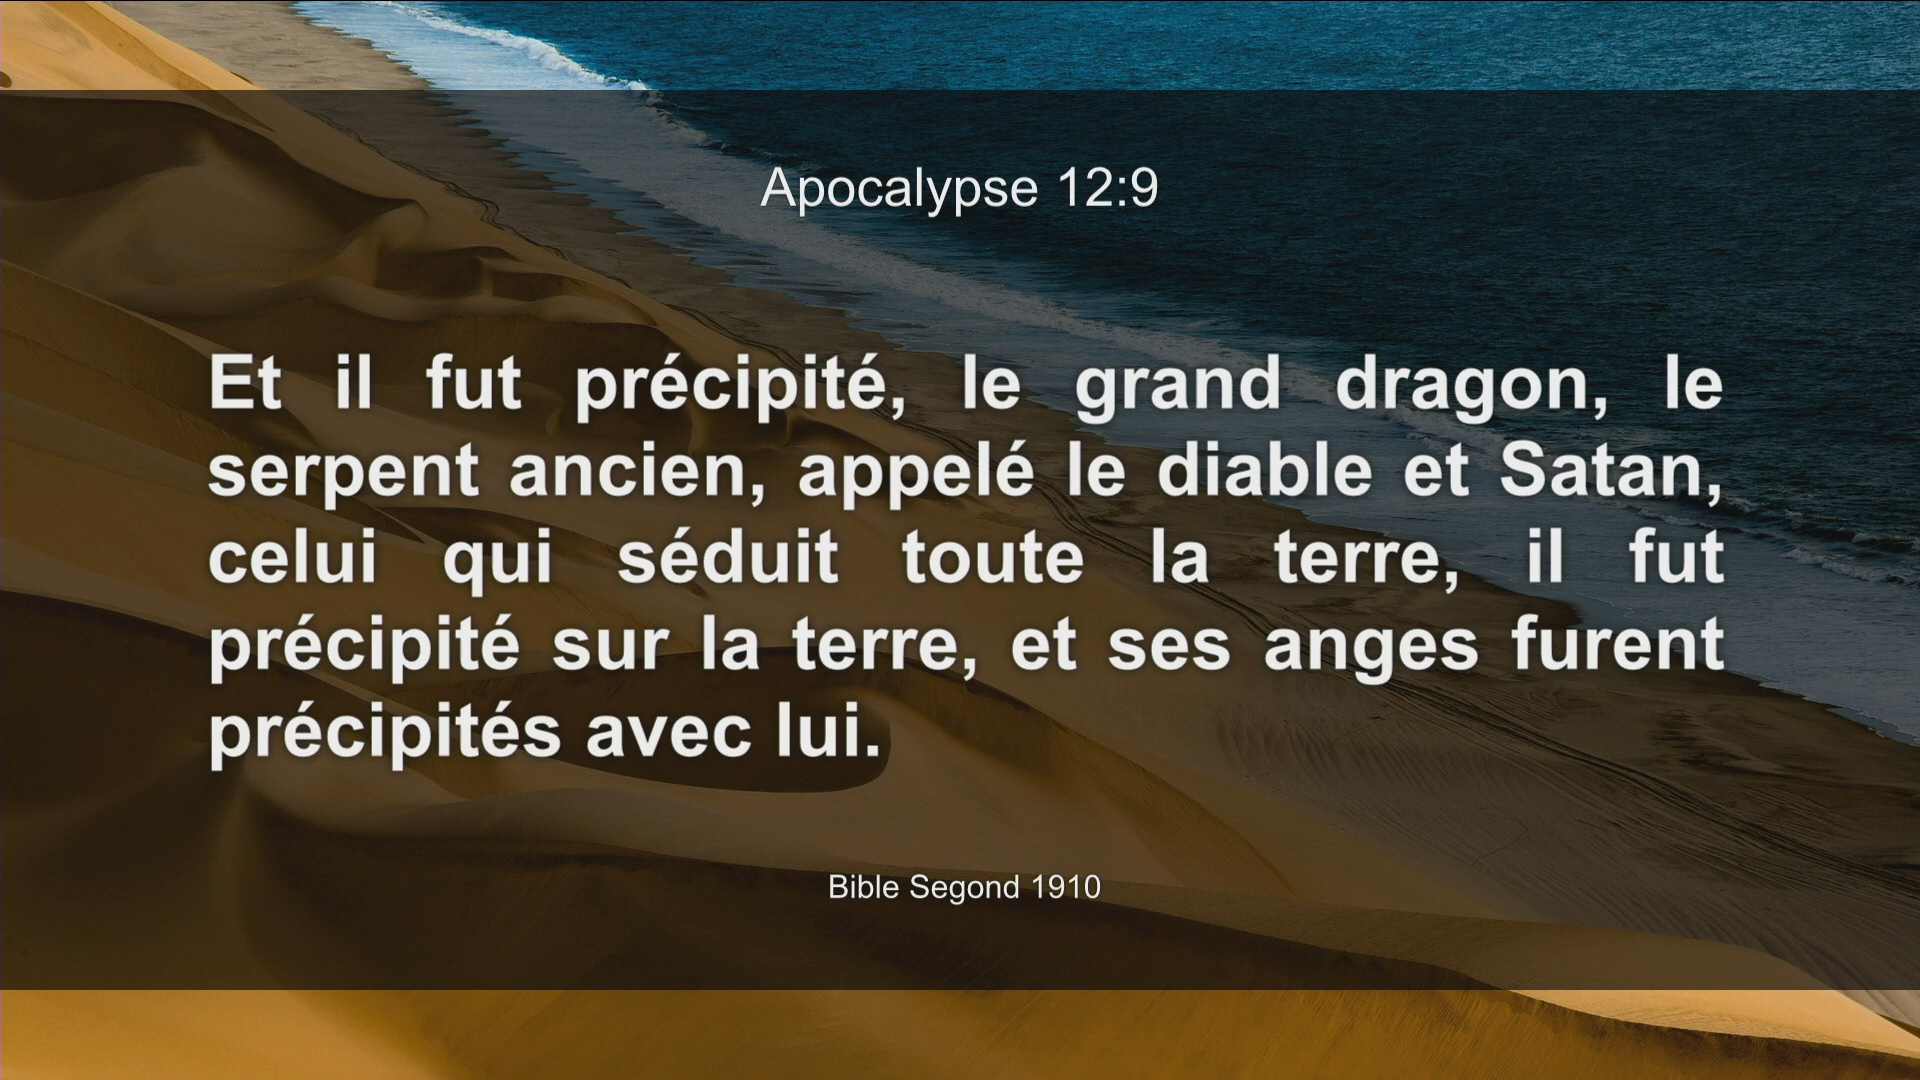 Apocalypse 12:9
Et il fut précipité, le grand dragon, le
serpent ancien, appelé le diable et Satan,
celui qui séduit toute la terre, il fut
précipité sur la terre, et ses anges furent
précipités avec lui.
Bible Segond 1910